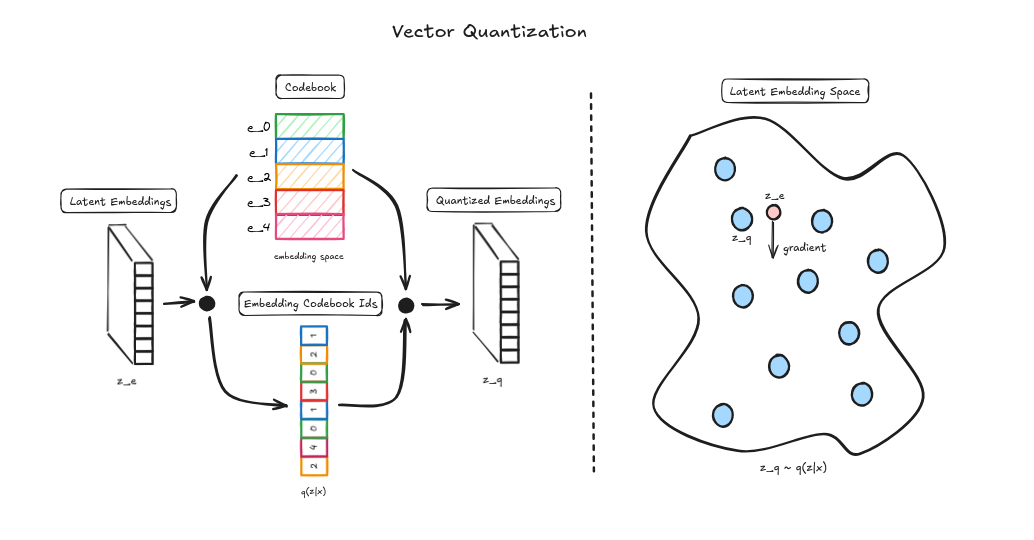 Vector Quantization
Codebook
e_0
e_1
e_2
e_3
e_4
embedding space
Latent Embeddings
z_e
Embedding Codebook Ids
1
2
0
3
1
0
4
2
q(z|x)
Quantized Embeddings
z_q
Latent Embedding Space
z_e
z_q
gradient
z_q ~ q(z|x)